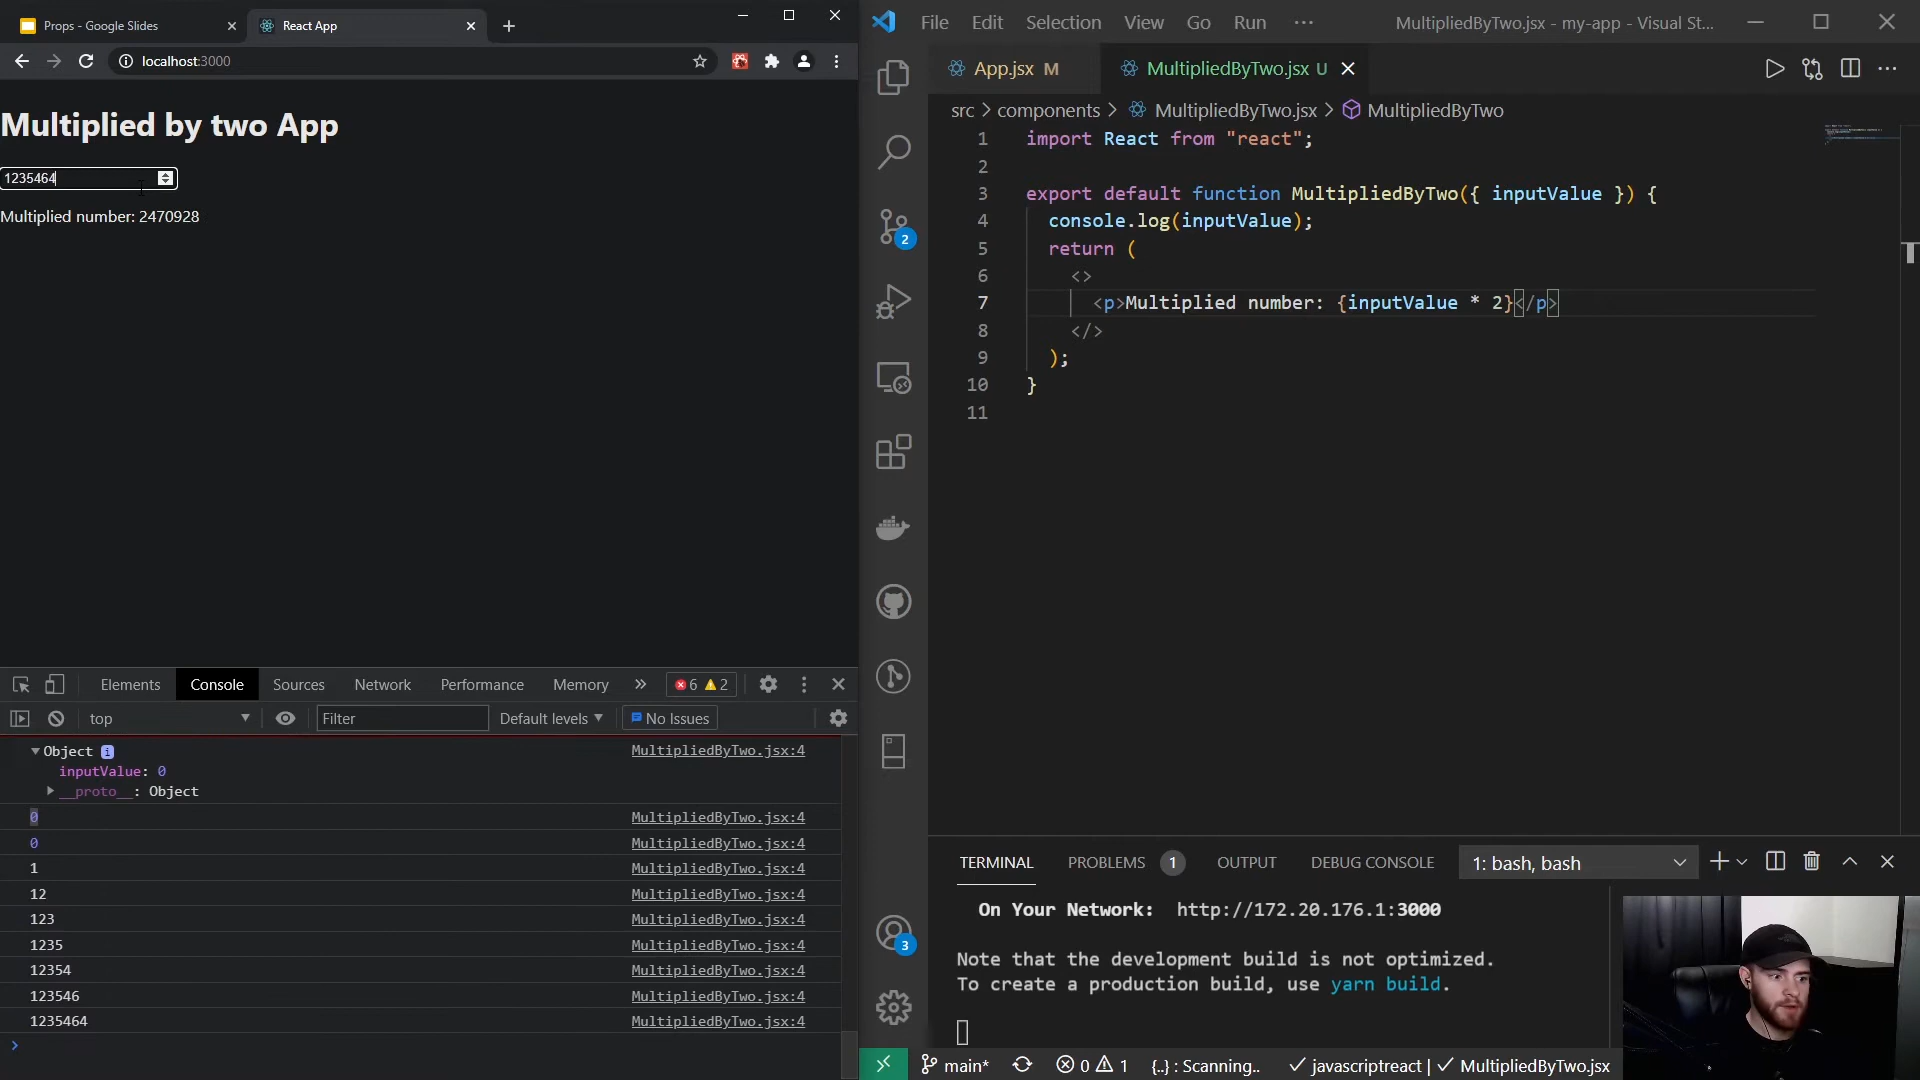 Props - Google Slides
React App
localhost:3000
Multiplied by two App
1235464
Multiplied number: 2470928
Elements
Console
Sources
Network
Performance
Memory
6
2
top
Filter
Default levels
No Issues
Object i
MultipliedByTwo.jsx:4
inputValue: 0
__proto__: Object
0 MultipliedByTwo.jsx:4
0 MultipliedByTwo.jsx:4
1 MultipliedByTwo.jsx:4
12 MultipliedByTwo.jsx:4
123 MultipliedByTwo.jsx:4
1235 MultipliedByTwo.jsx:4
12354 MultipliedByTwo.jsx:4
123546 MultipliedByTwo.jsx:4
1235464 MultipliedByTwo.jsx:4
File Edit Selection View Go Run ···
MultipliedByTwo.jsx - my-app - Visual St...
App.jsx M
MultipliedByTwo.jsx U
src > components > MultipliedByTwo.jsx > MultipliedByTwo
1 import React from "react";
2
3 export default function MultipliedByTwo({ inputValue }) {
4 console.log(inputValue);
5 return (
6 <>
7 <p>Multiplied number: {inputValue * 2}</p>
8 </>
9 );
10 }
11
2
3
TERMINAL
PROBLEMS 1
OUTPUT
DEBUG CONSOLE
1: bash, bash
On Your Network: http://172.20.176.1:3000
Note that the development build is not optimized.
To create a production build, use yarn build.
main*
0 1
{..} : Scanning..
javascriptreact |
MultipliedByTwo.jsx